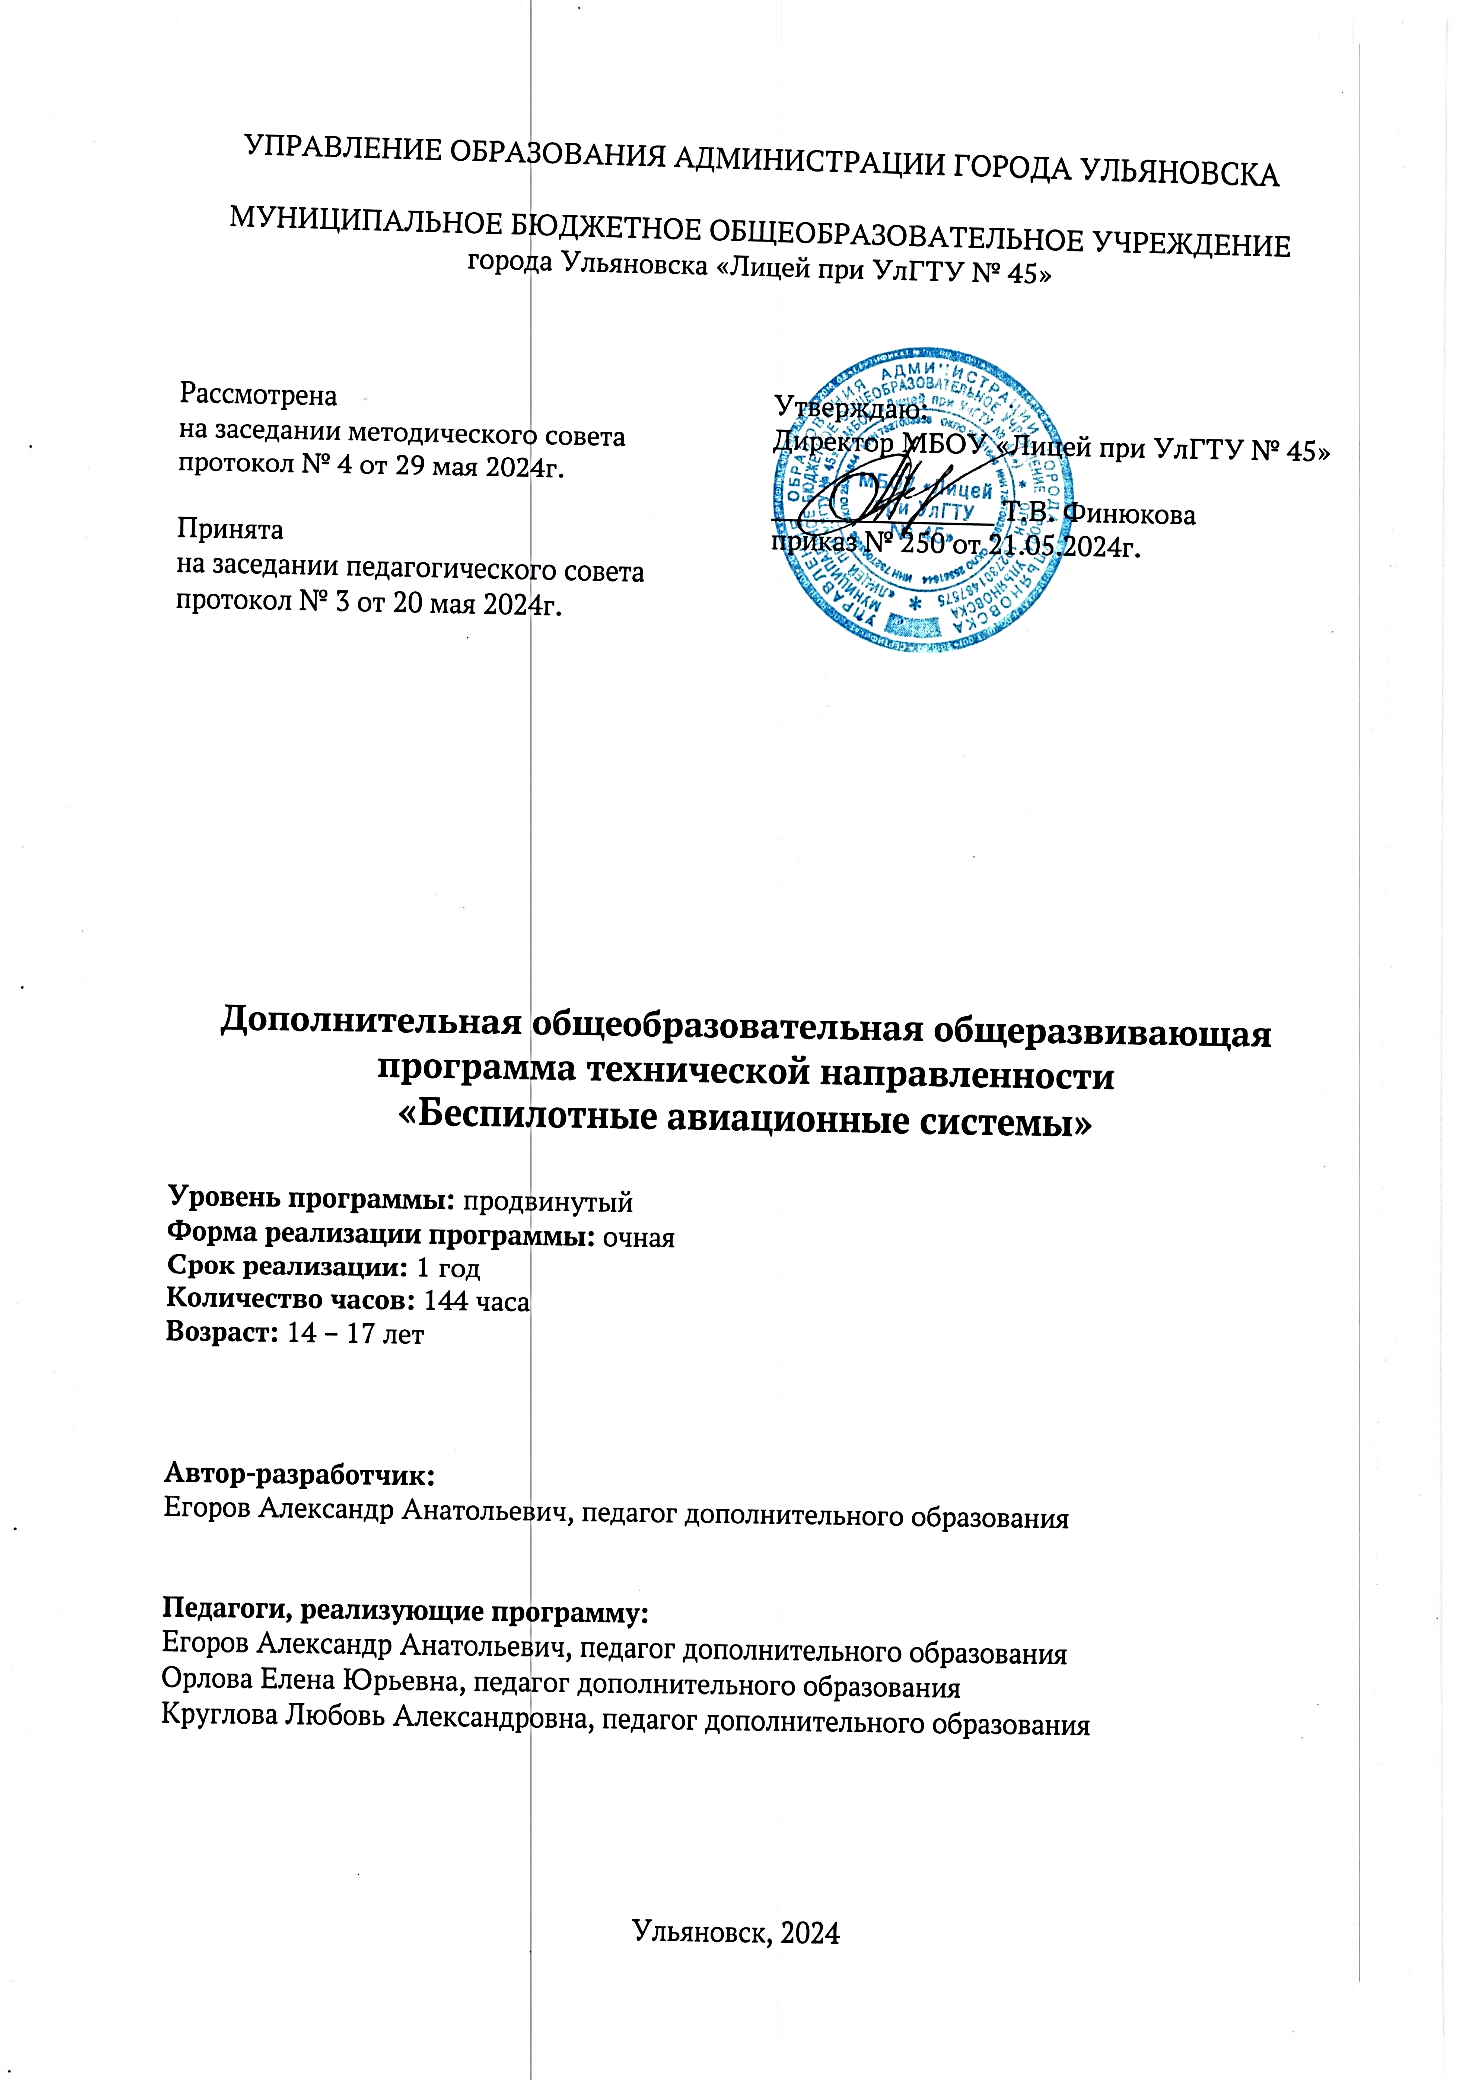 УПРАВЛЕНИЕ ОБРАЗОВАНИЯ АДМИНИСТРАЦИИ ГОРОДА УЛЬЯНОВСКА
МУНИЦИПАЛЬНОЕ БЮДЖЕТНОЕ ОБЩЕОБРАЗОВАТЕЛЬНОЕ УЧРЕЖДЕНИЕ
города Ульяновска «Лицей при УлГТУ № 45»
Рассмотрена
на заседании методического совета
протокол № 4 от 29 мая 2024г.
Принята
на заседании педагогического совета
протокол № 3 от 20 мая 2024г.
Утверждаю:
Директор МБОУ «Лицей при УлГТУ № 45»
Т.В. Финюкова
приказ № 250 от 21.05.2024г.
МБОУ «Лицей
при УлГТУ
№ 45»
Дополнительная общеобразовательная общеразвивающая
программа технической направленности
«Беспилотные авиационные системы»
Уровень программы: продвинутый
Форма реализации программы: очная
Срок реализации: 1 год
Количество часов: 144 часа
Возраст: 14 – 17 лет
Автор-разработчик:
Егоров Александр Анатольевич, педагог дополнительного образования
Педагоги, реализующие программу:
Егоров Александр Анатольевич, педагог дополнительного образования
Орлова Елена Юрьевна, педагог дополнительного образования
Круглова Любовь Александровна, педагог дополнительного образования
Ульяновск, 2024